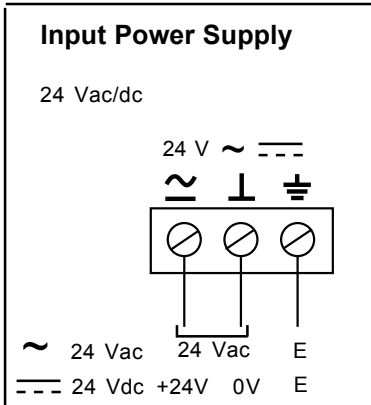 Input Power Supply
24 Vac/dc
24 V ~ ⎓
~ 24 Vac 24 Vac E
⎓ 24 Vdc +24V 0V E